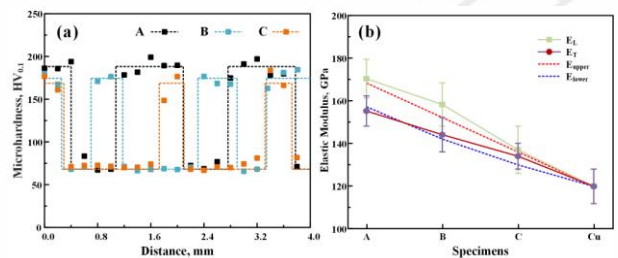 (a)
A
B
C
250
200
150
100
50
0
Microhardness, HV0.1
0.0
0.8
1.6
2.4
3.2
4.0
Distance, mm
(b)
EL
ET
Eupper
Elower
200
180
160
140
120
100
Elastic Modulus, GPa
A
B
C
Cu
Specimens